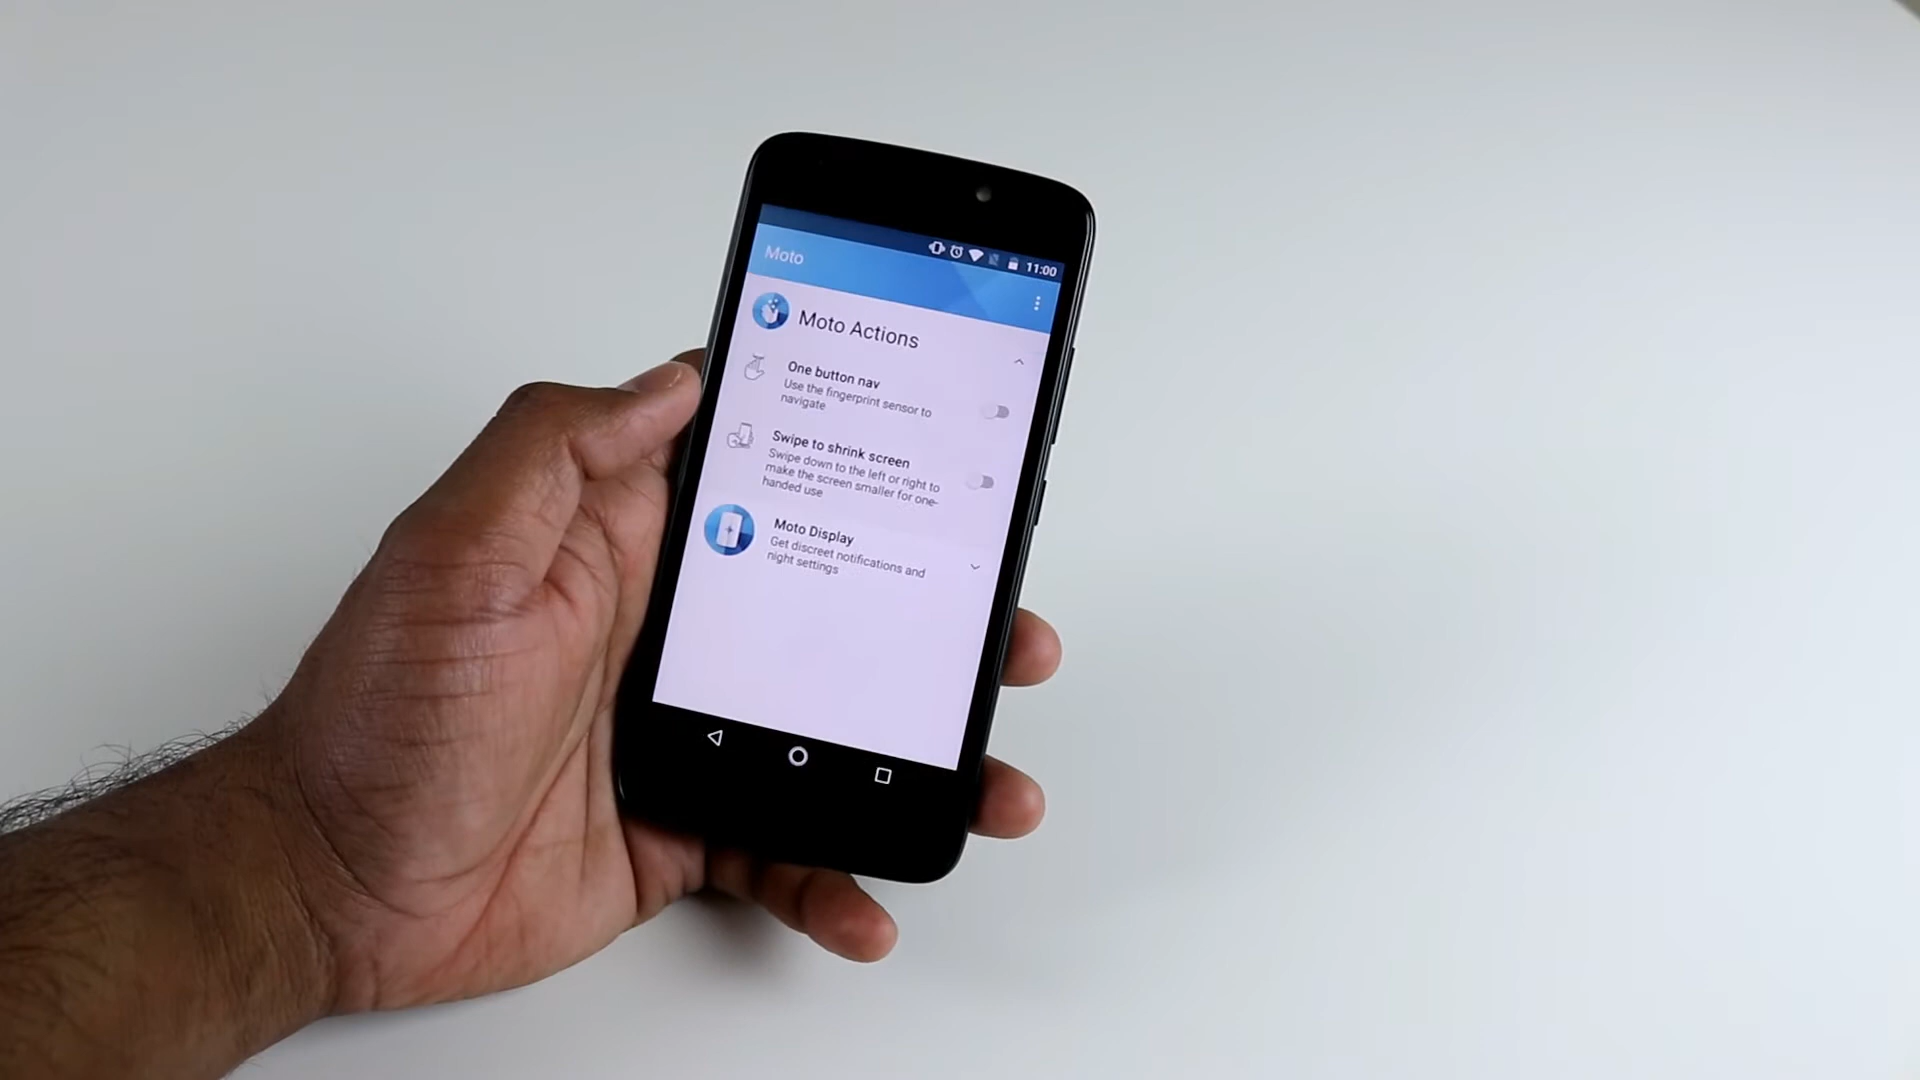 11:00
Moto
Moto Actions
One button nav
Use the fingerprint sensor to
navigate
Swipe to shrink screen
Swipe down to the left or right to
make the screen smaller for one-
handed use
Moto Display
Get discreet notifications and
night settings